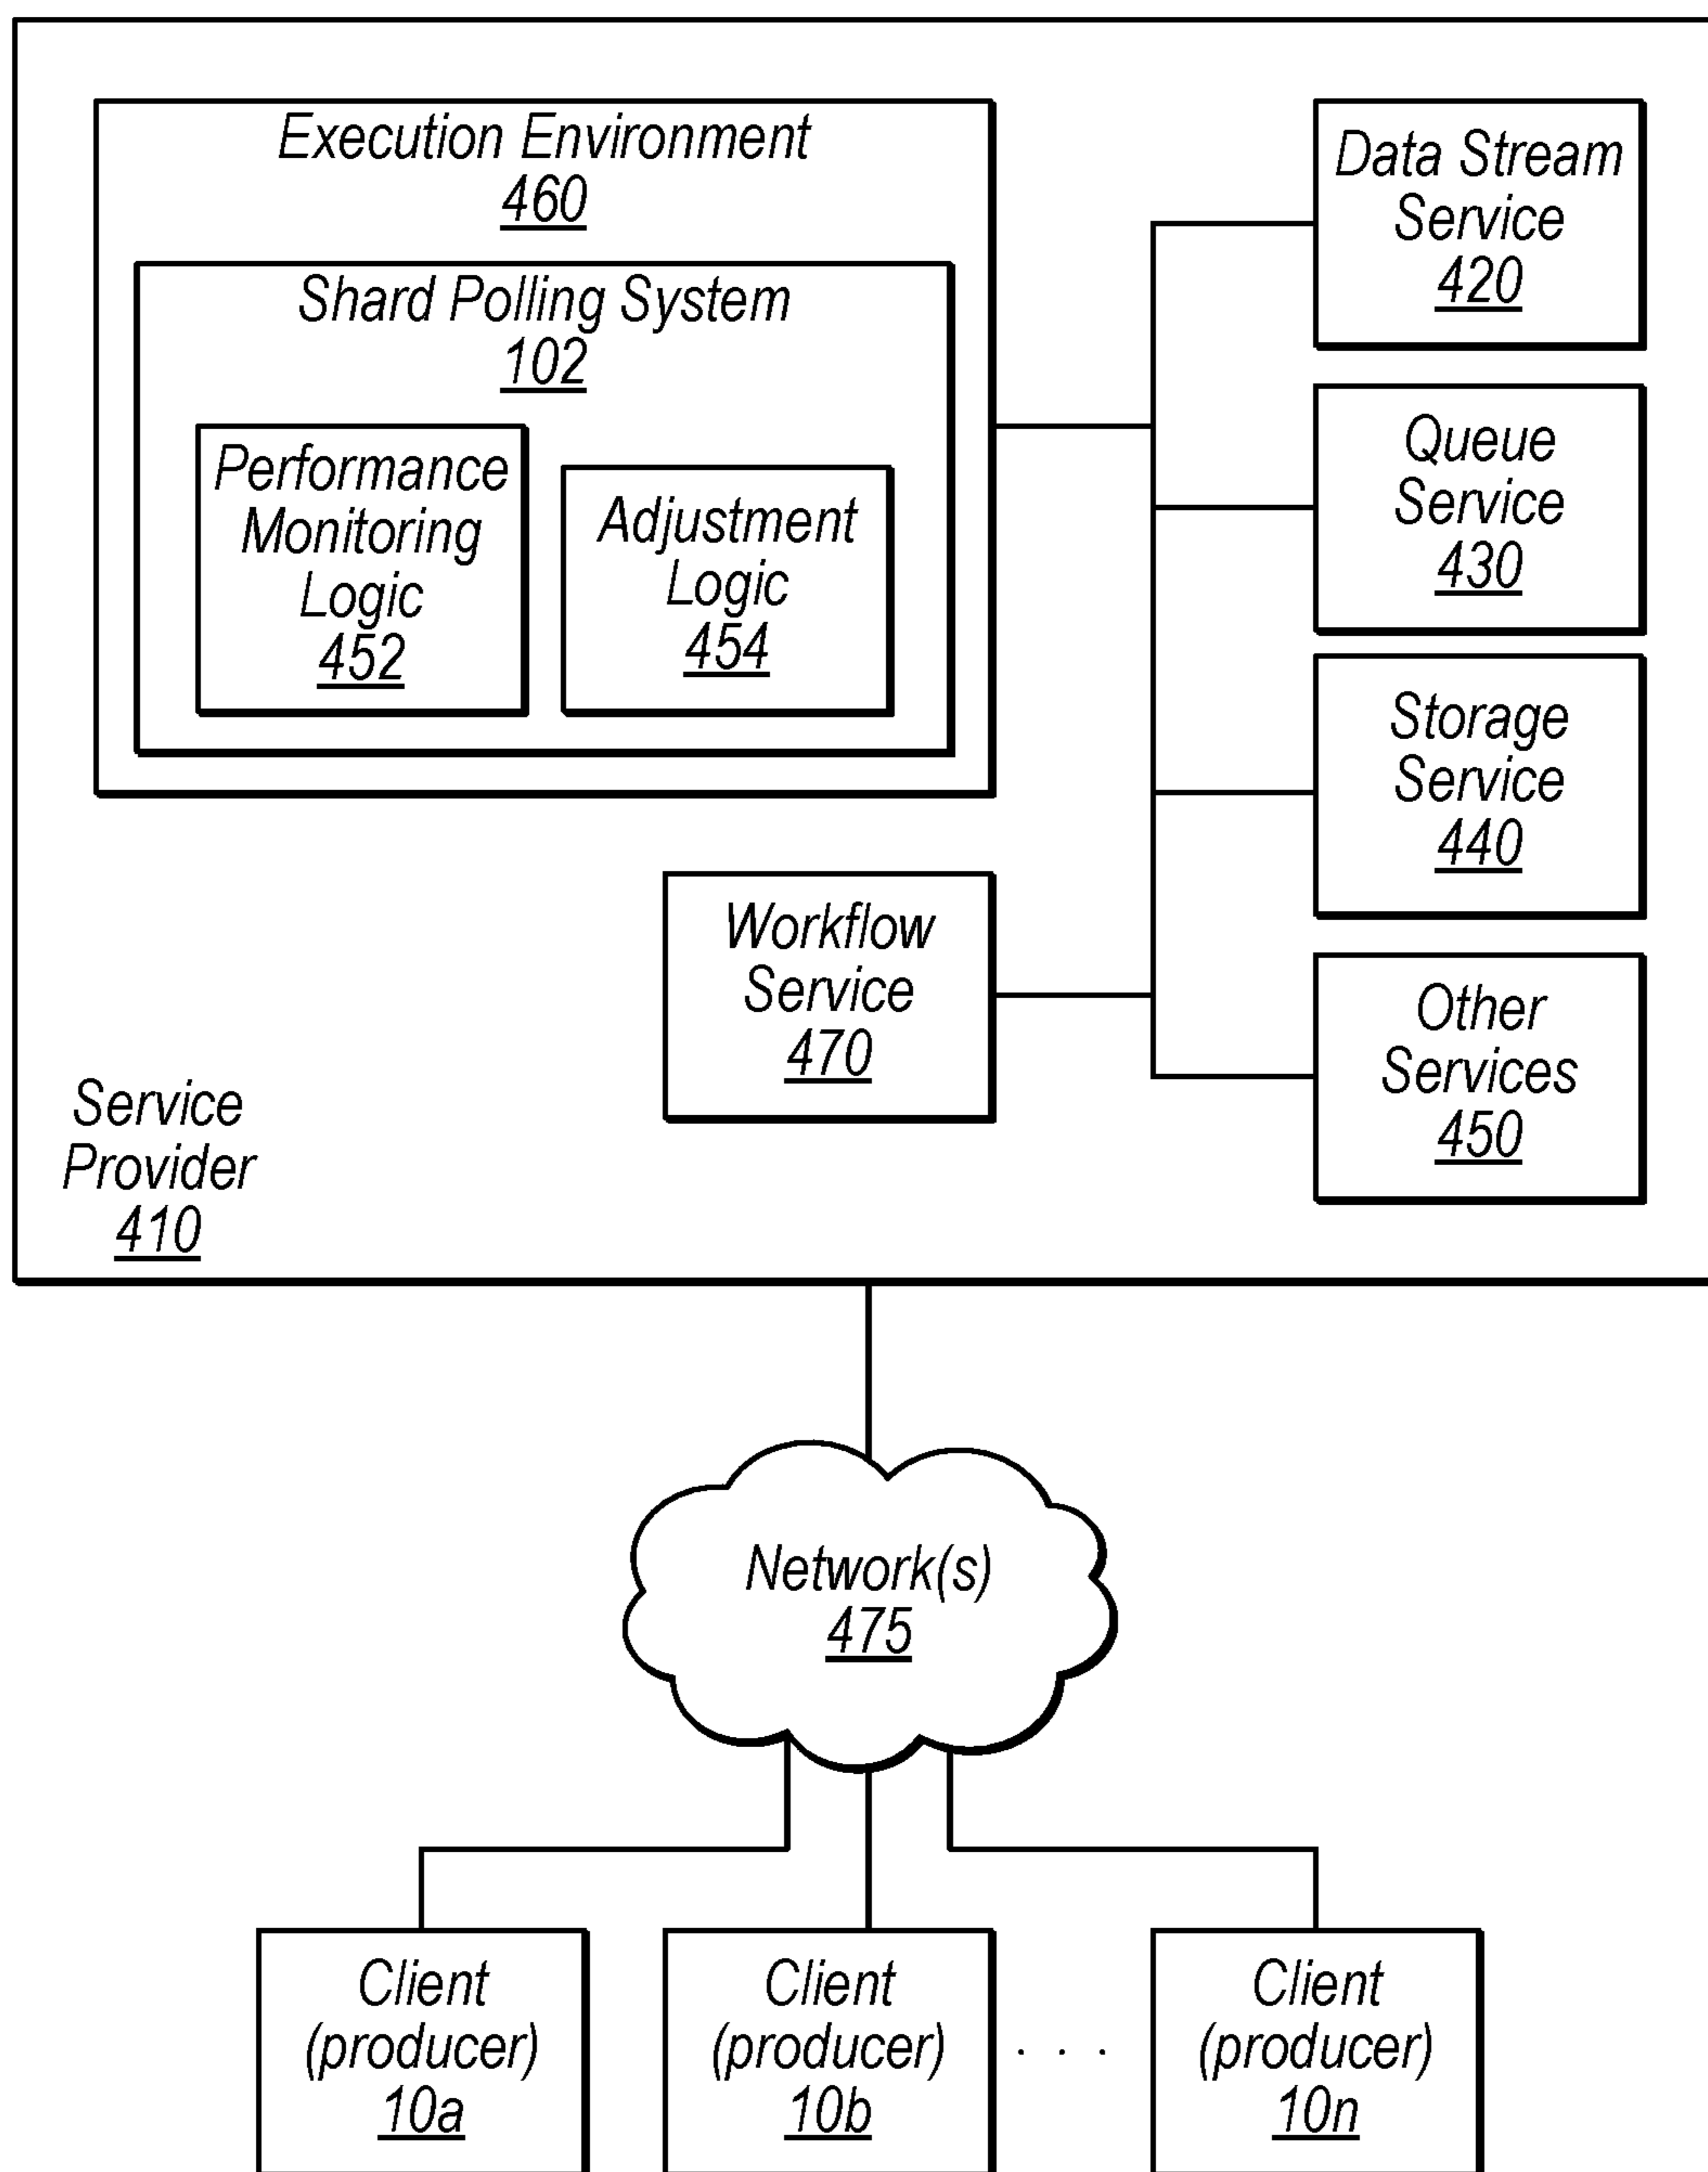 Execution Environment
460
Shard Polling System
102
Performance
Monitoring
Logic
452
Adjustment
Logic
454
Data Stream
Service
420
Queue
Service
430
Storage
Service
440
Workflow
Service
470
Other
Services
450
Service
Provider
410
Network(s)
475
Client
(producer)
10a
Client
(producer)
10b
. . .
Client
(producer)
10n